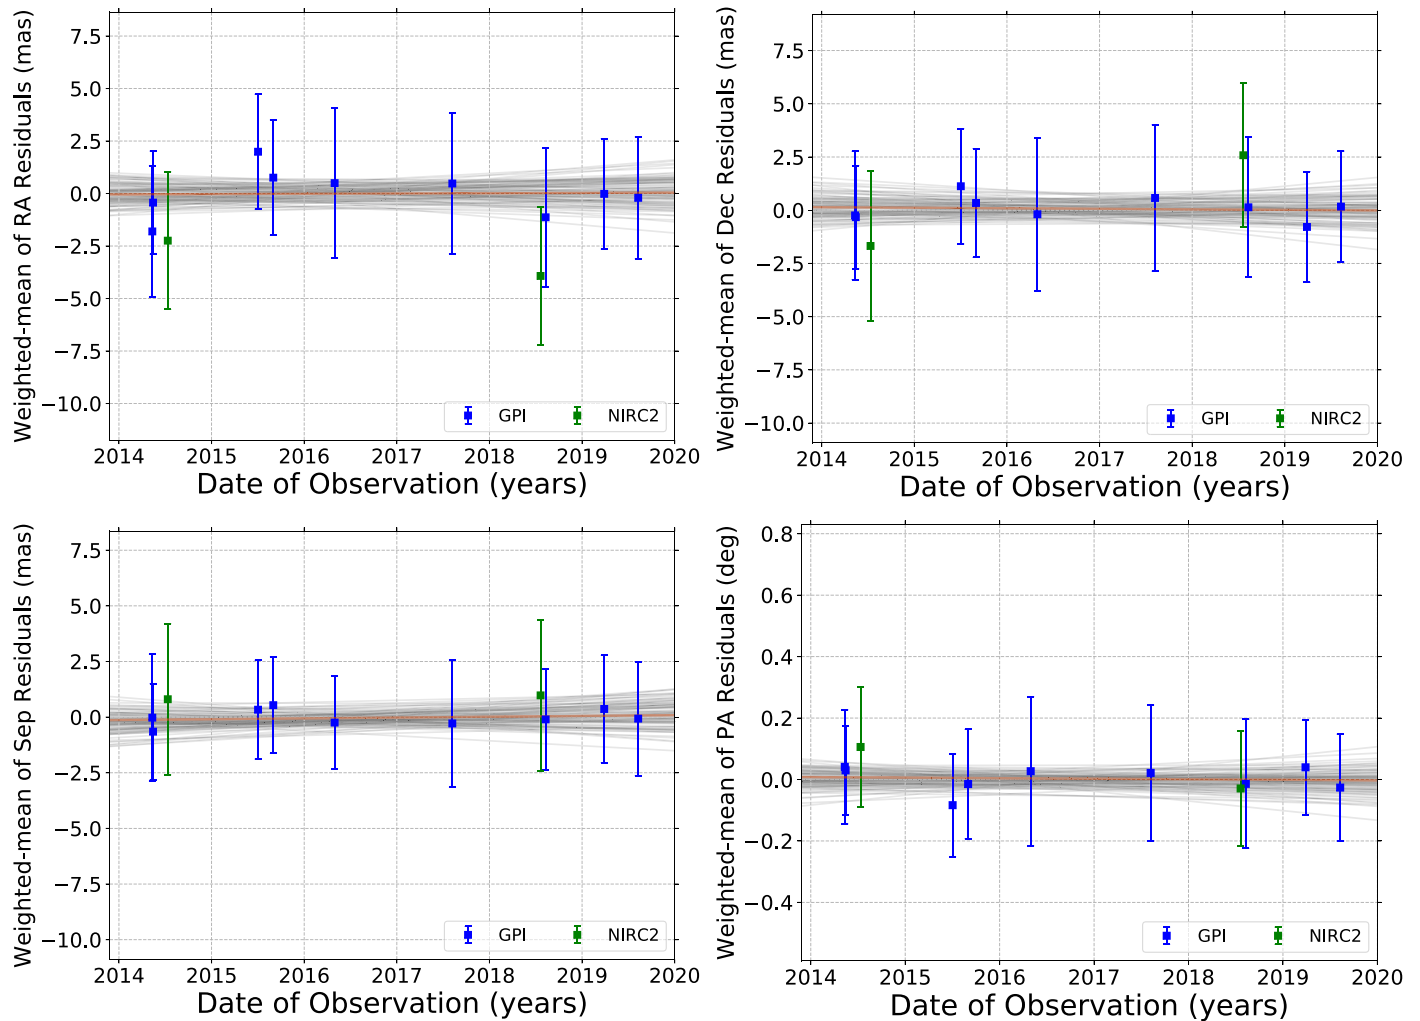 Weighted-mean of RA Residuals (mas)
7.5
5.0
2.5
0.0
−2.5
−5.0
−7.5
−10.0
GPI NIRC2
2014 2015 2016 2017 2018 2019 2020
Date of Observation (years)
Weighted-mean of Dec Residuals (mas)
7.5
5.0
2.5
0.0
−2.5
−5.0
−7.5
−10.0
GPI NIRC2
2014 2015 2016 2017 2018 2019 2020
Date of Observation (years)
Weighted-mean of Sep Residuals (mas)
7.5
5.0
2.5
0.0
−2.5
−5.0
−7.5
−10.0
GPI NIRC2
2014 2015 2016 2017 2018 2019 2020
Date of Observation (years)
Weighted-mean of PA Residuals (deg)
0.8
0.6
0.4
0.2
0.0
−0.2
−0.4
GPI NIRC2
2014 2015 2016 2017 2018 2019 2020
Date of Observation (years)